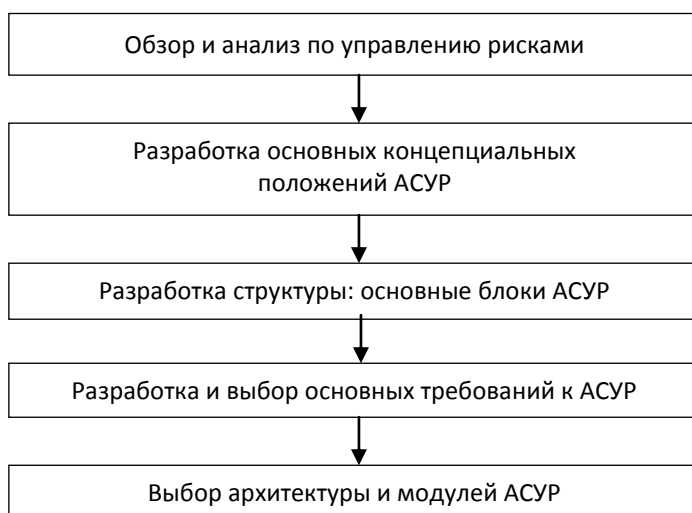 Обзор и анализ по управлению рисками
Разработка основных концепциальных
положений АСУР
Разработка структуры: основные блоки АСУР
Разработка и выбор основных требований к АСУР
Выбор архитектуры и модулей АСУР